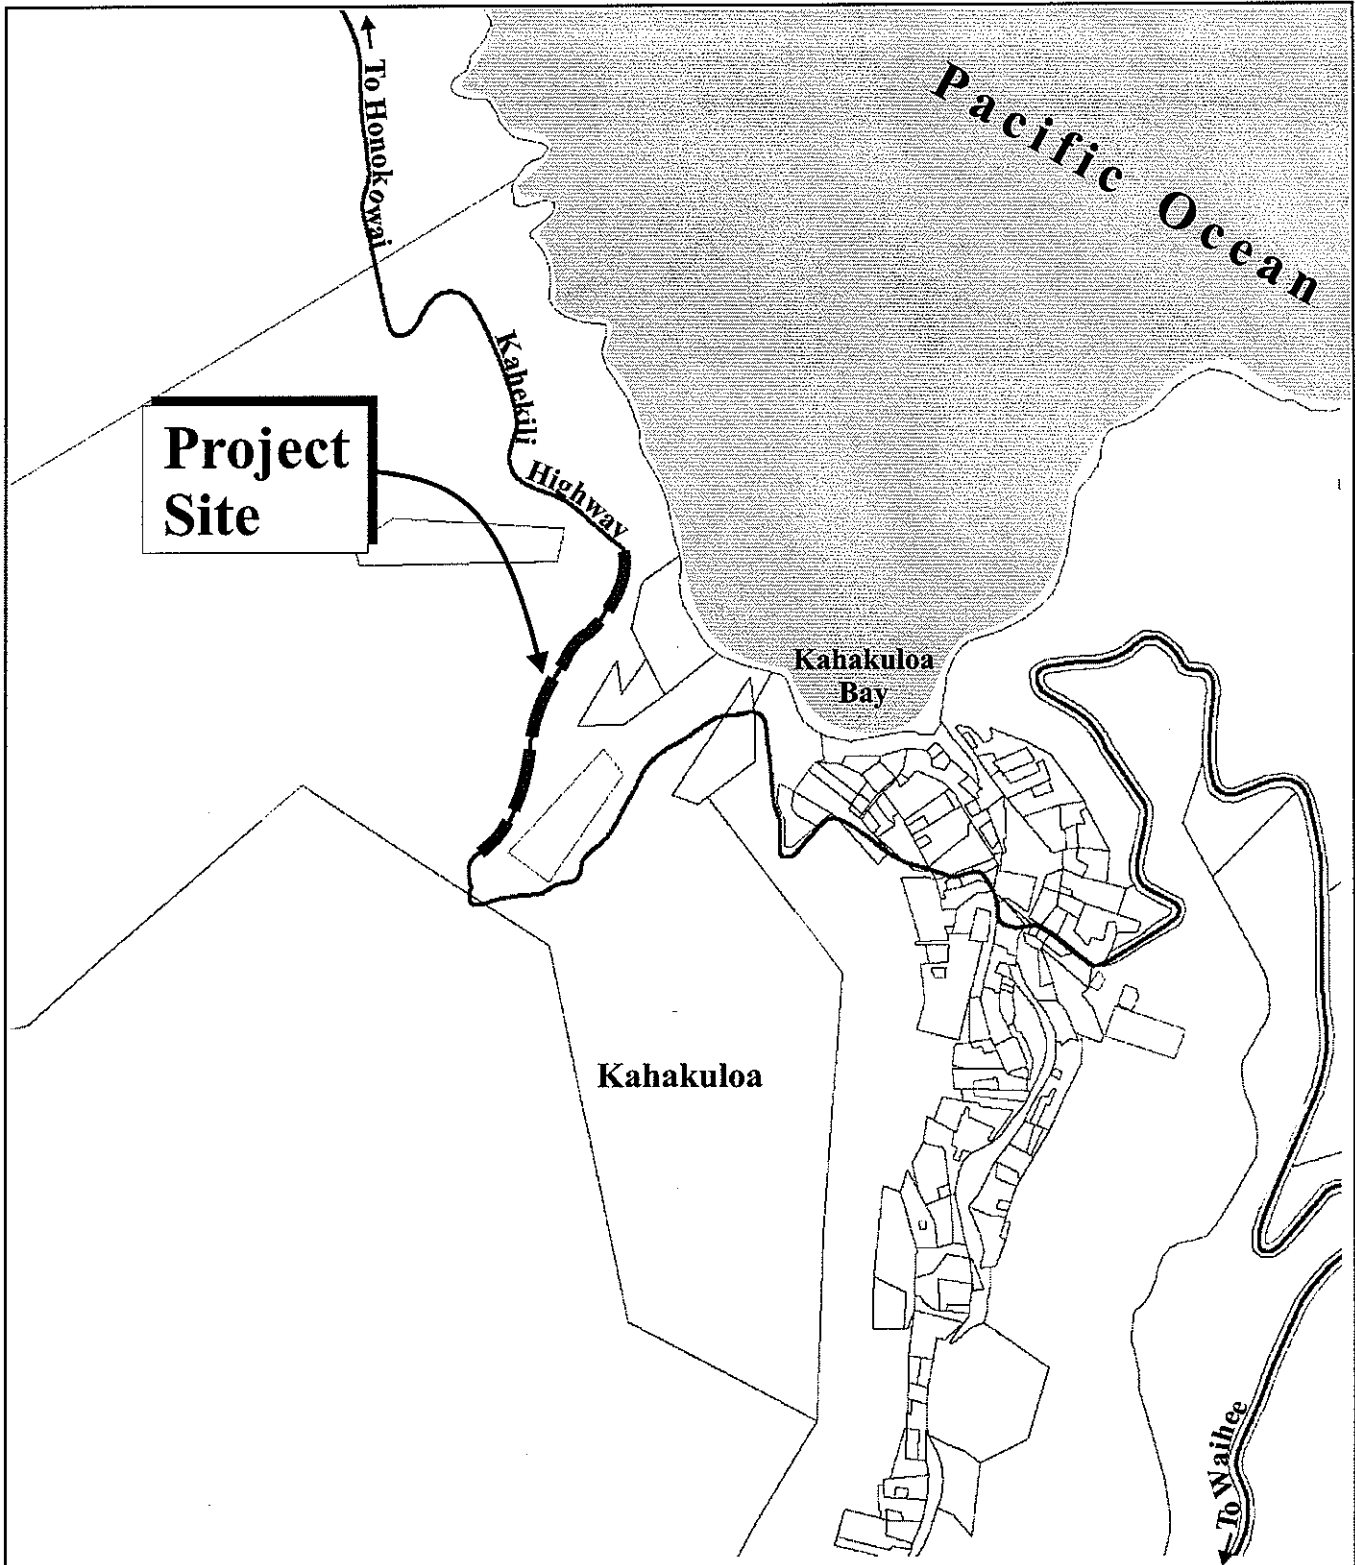 To Honokowai
Pacific Ocean
Kahekili
Highway
Project
Site
Kahakuloa
Bay
Kahakuloa
To Waihee